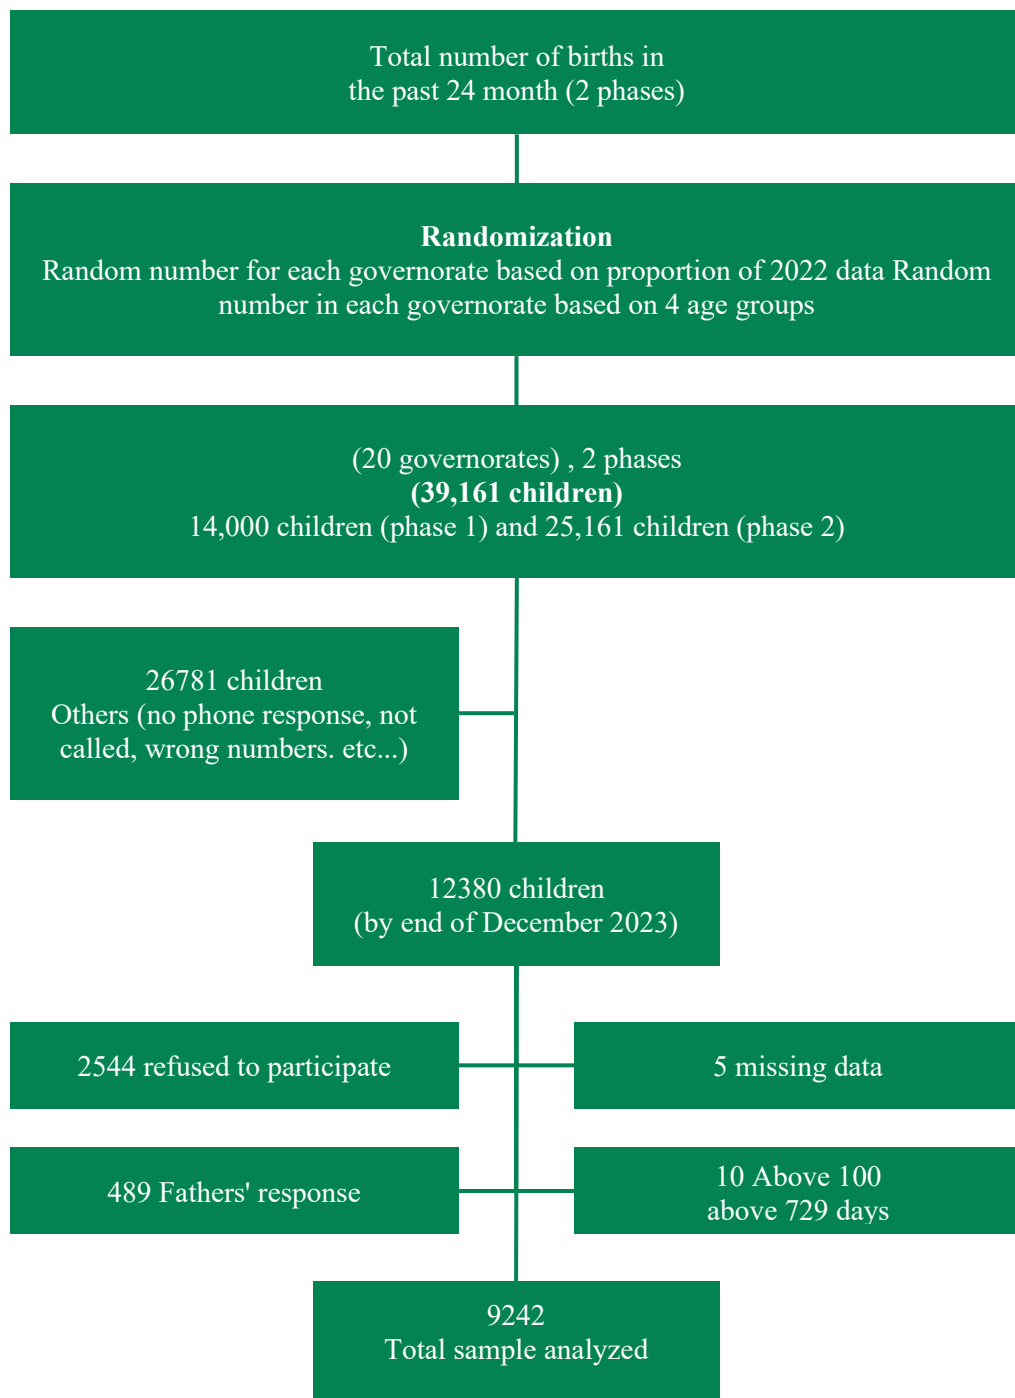 Total number of births in
the past 24 month (2 phases)
Randomization
Random number for each governorate based on proportion of 2022 data Random
number in each governorate based on 4 age groups
(20 governorates) , 2 phases
(39,161 children)
14,000 children (phase 1) and 25,161 children (phase 2)
26781 children
Others (no phone response, not
called, wrong numbers. etc...)
12380 children
(by end of December 2023)
2544 refused to participate
5 missing data
489 Fathers' response
10 Above 100
above 729 days
9242
Total sample analyzed